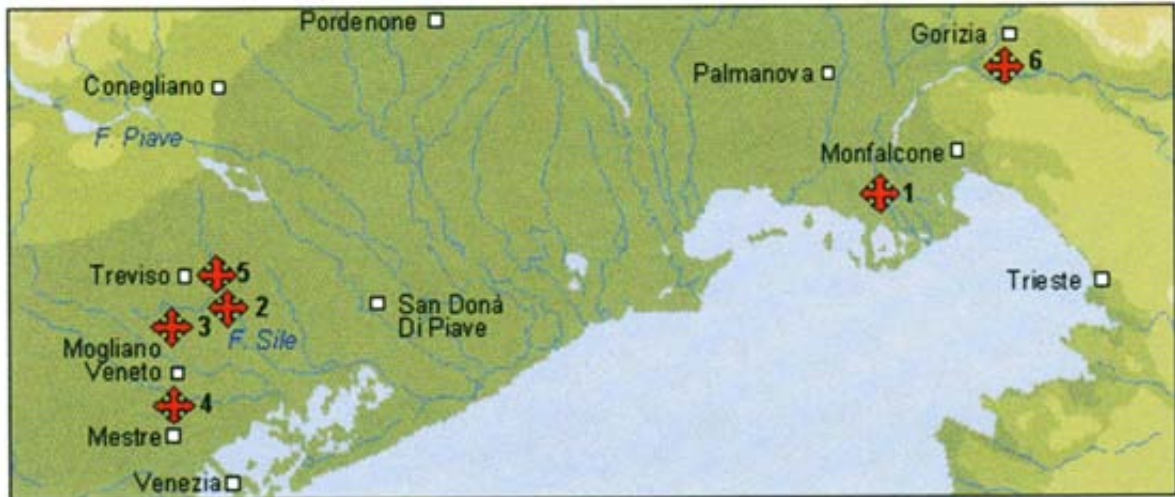 Pordenone
Gorizia
6
Palmanova
Conegliano
F. Piave
Monfalcone
1
Treviso
5
2
San Donà
Di Piave
Trieste
3
F. Sile
Mogliano
Veneto
4
Mestre
Venezia